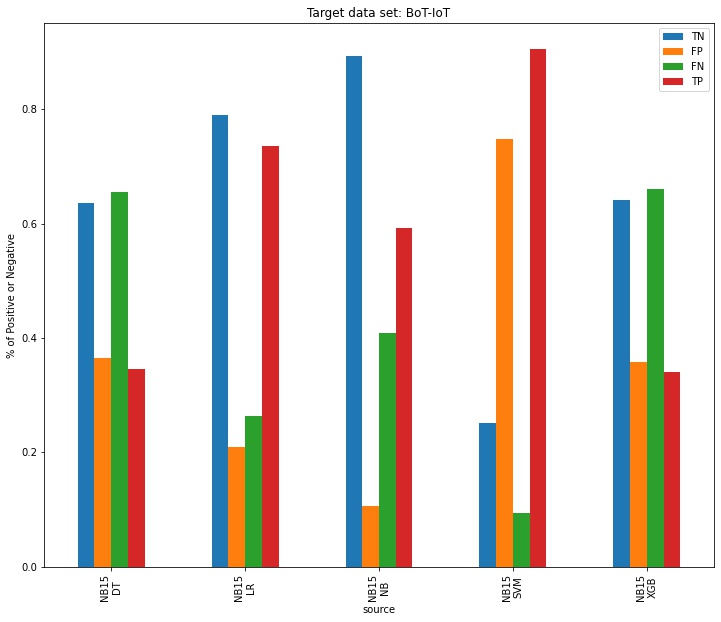 Target data set: BoT-IoT
TN
FP
FN
TP
% of Positive or Negative
0.8
0.6
0.4
0.2
0.0
NB15
DT
NB15
LR
NB15
NB
NB15
SVM
NB15
XGB
source